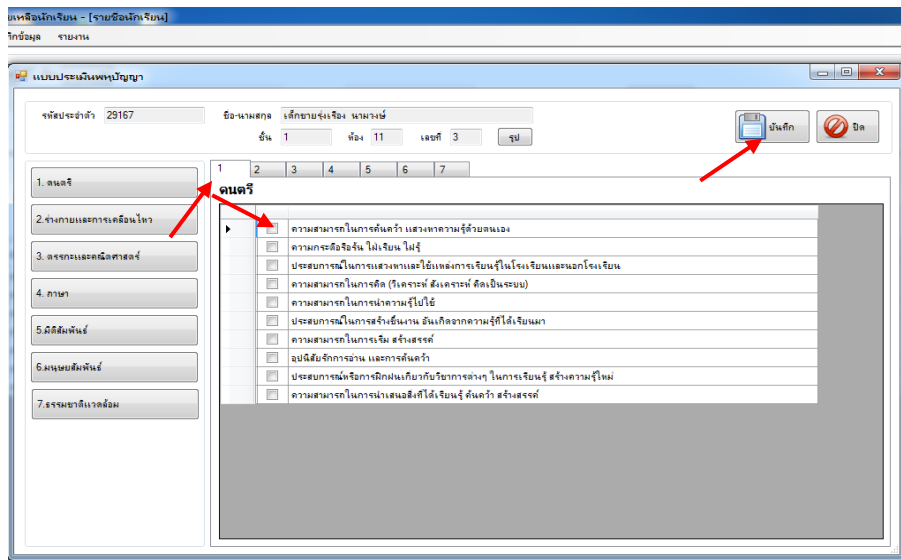 ยเหลือนักเรียน - [รายชื่อนักเรียน]
ทึกข้อมูล รายงาน
แบบประเมินพหุปัญญา
รหัสประจำตัว 29167 ชื่อ-นามสกุล เด็กชายรุ่งเรือง นามวงษ์
ชั้น 1 ห้อง 11 เลขที่ 3 รูป
บันทึก ปิด
1 2 3 4 5 6 7
ดนตรี
1. ดนตรี
2.ร่างกายและการเคลื่อนไหว
3. ตรรกะและคณิตศาสตร์
4. ภาษา
5.มิติสัมพันธ์
6.มนุษยสัมพันธ์
7.ธรรมชาติแวดล้อม
ความสามารถในการค้นคว้า แสวงหาความรู้ด้วยตนเอง
ความกระตือรือร้น ใฝ่เรียน ใฝ่รู้
ประสบการณ์ในการแสวงหาและใช้แหล่งการเรียนรู้ในโรงเรียนและนอกโรงเรียน
ความสามารถในการคิด (วิเคราะห์ สังเคราะห์ คิดเป็นระบบ)
ความสามารถในการนำความรู้ไปใช้
ประสบการณ์ในการสร้างชิ้นงาน อันเกิดจากความรู้ที่ได้เรียนมา
ความสามารถในการเริ่ม สร้างสรรค์
อุปนิสัยรักการอ่าน และการค้นคว้า
ประสบการณ์หรือการฝึกฝนเกี่ยวกับวิชาการต่างๆ ในการเรียนรู้ สร้างความรู้ใหม่
ความสามารถในการนำเสนอสิ่งที่ได้เรียนรู้ ค้นคว้า สร้างสรรค์